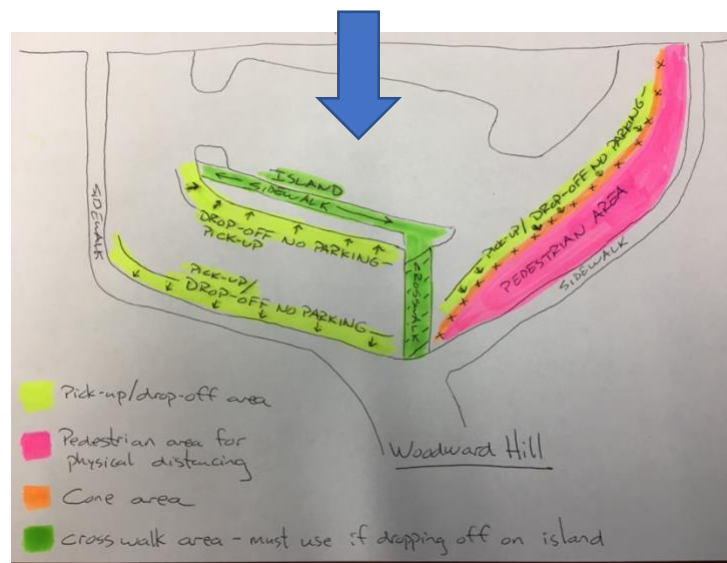 SIDEWALK
ISLAND
SIDEWALK
DROP-OFF NO PARKING
PICK-UP
PICK-UP/
DROP-OFF NO PARKING
CROSSWALK
PICK-UP/DROP-OFF NO PARKING
PEDESTRIAN AREA
SIDEWALK
Woodward Hill
Pick-up/drop-off area
Pedestrian area for
physical distancing
Cone area
Cross walk area - must use if dropping off on island